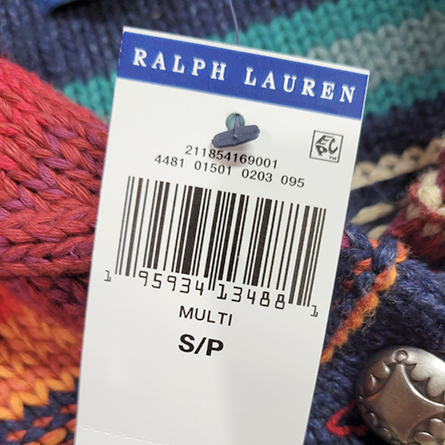 RALPH LAUREN
211854169001
4481 01501 0203 095
1 95934 13488 1
MULTI
S/P